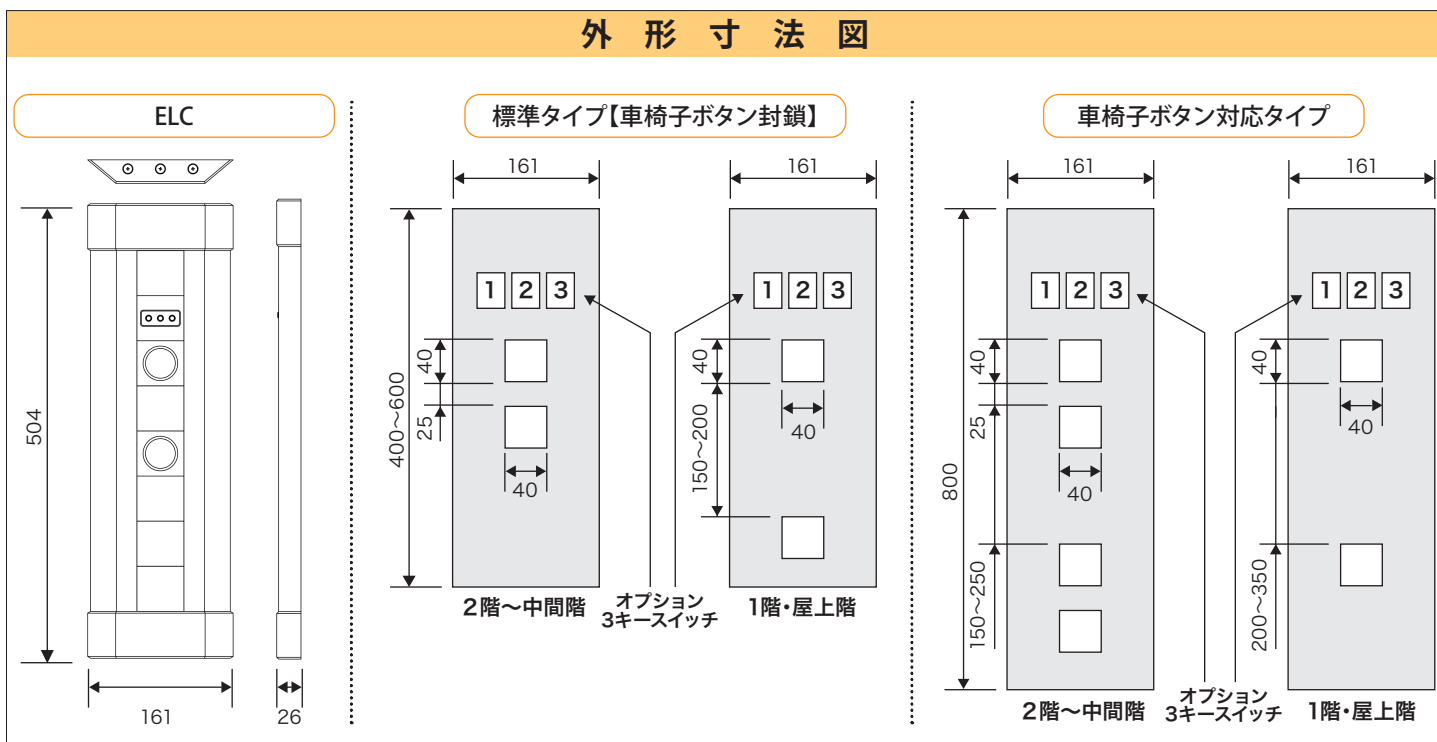 外形寸法図
ELC
504
161
26
標準タイプ【車椅子ボタン封鎖】
161
400〜600
1 2 3
40
25
40
2階〜中間階
オプション
3キースイッチ
161
1 2 3
40
40
150〜200
1階・屋上階
車椅子ボタン対応タイプ
161
800
1 2 3
40
25
40
150〜250
2階〜中間階
オプション
3キースイッチ
161
1 2 3
40
40
200〜350
1階・屋上階